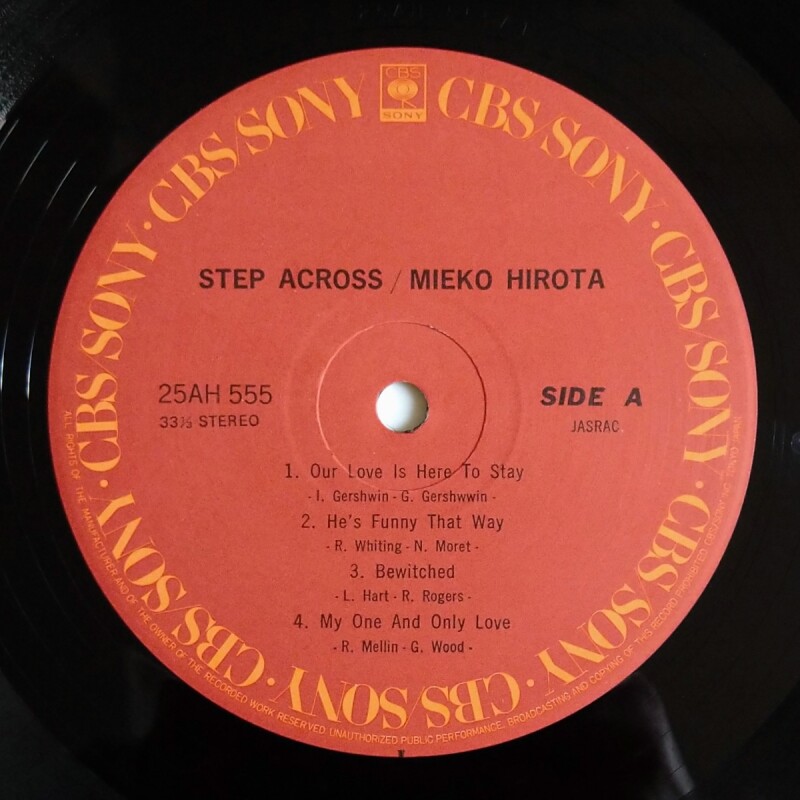 CBS
SONY
CBS/SONY · CBS/SONY · CBS/SONY · CBS/SONY · CBS/SONY · CBS/SONY · CBS/SONY · CBS/SONY
STEP ACROSS / MIEKO HIROTA
25AH 555
33⅓ STEREO
SIDE A
JASRAC
1. Our Love Is Here To Stay
- I. Gershwin - G. Gershwwin -
2. He's Funny That Way
- R. Whiting - N. Moret -
3. Bewitched
- L. Hart - R. Rogers -
4. My One And Only Love
- R. Mellin - G. Wood -
ALL RIGHTS OF THE MANUFACTURER AND OF THE OWNER OF THE RECORDED WORK RESERVED. UNAUTHORIZED PUBLIC PERFORMANCE, BROADCASTING AND COPYING OF THIS RECORD PROHIBITED. CBS/SONY